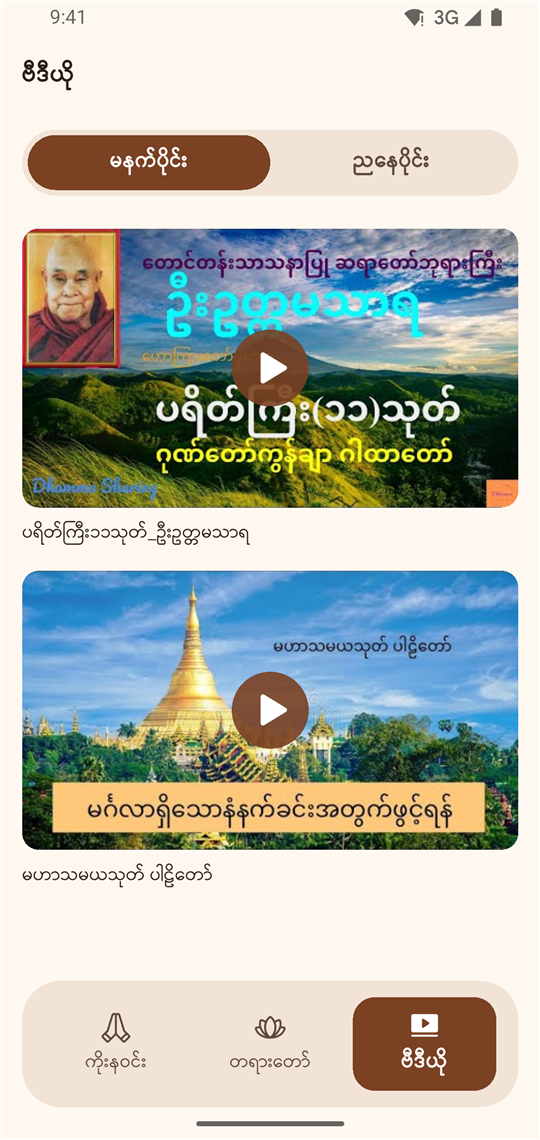 9:41
3G
ဗီဒီယို
မနက်ပိုင်း
ညနေပိုင်း
တောင်တန်းသာသနာပြု ဆရာတော်ဘုရားကြီး
ဦးဥတ္တမသာရ
ပရိတ်ကြီး(၁၁)သုတ်
ဂုဏ်တော်ကွန်ချာ ဂါထာတော်
Dhamma Sharing
ပရိတ်ကြီး၁၁သုတ်_ဦးဥတ္တမသာရ
မဟာသမယသုတ် ပါဠိတော်
မင်္ဂလာရှိသောနံနက်ခင်းအတွက်ဖွင့်ရန်
မဟာသမယသုတ် ပါဠိတော်
ကိုးနဝင်း
တရားတော်
ဗီဒီယို